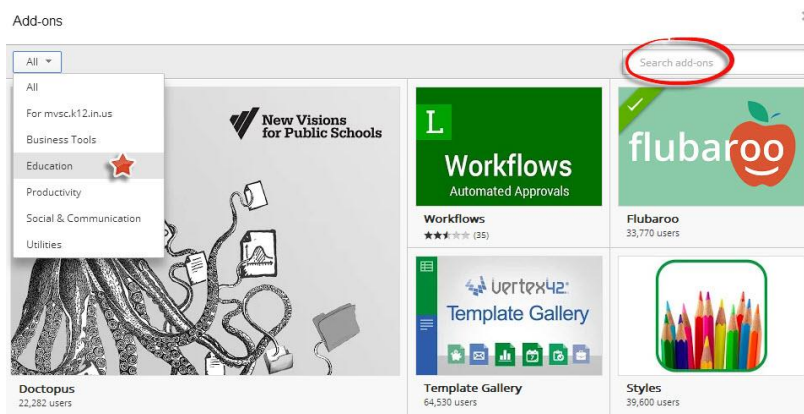 Add-ons
All
Search add-ons
All
For mvsc.k12.in.us
Business Tools
Education
Productivity
Social & Communication
Utilities
New Visions
for Public Schools
Doctopus
22,282 users
L
Workflows
Automated Approvals
Workflows
(35)
flubaroo
Flubaroo
33,770 users
vertex42
Template Gallery
Template Gallery
64,530 users
Styles
39,600 users